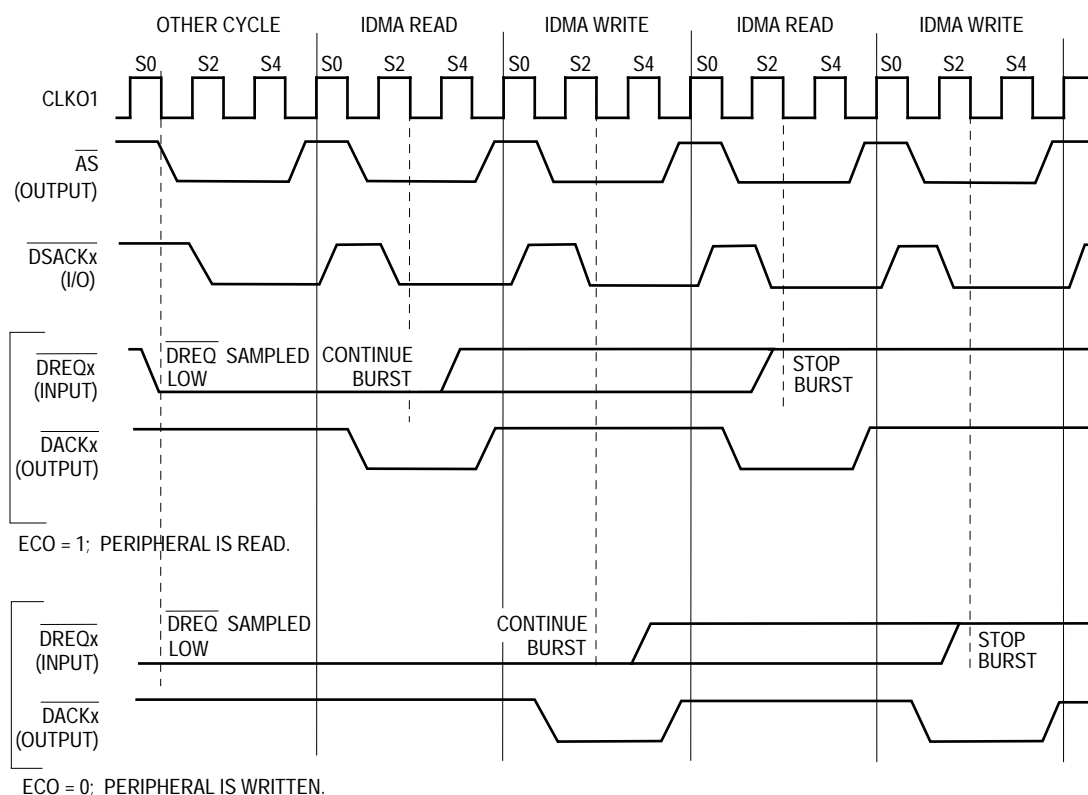 OTHER CYCLE IDMA READ IDMA WRITE IDMA READ IDMA WRITE
S0 S2 S4 S0 S2 S4 S0 S2 S4 S0 S2 S4 S0 S2 S4
CLKO1
AS
(OUTPUT)
DSACKx
(I/O)
DREQx
(INPUT)
DREQ SAMPLED
LOW
CONTINUE
BURST
STOP
BURST
DACKx
(OUTPUT)
ECO = 1; PERIPHERAL IS READ.
DREQx
(INPUT)
DREQ SAMPLED
LOW
CONTINUE
BURST
STOP
BURST
DACKx
(OUTPUT)
ECO = 0; PERIPHERAL IS WRITTEN.